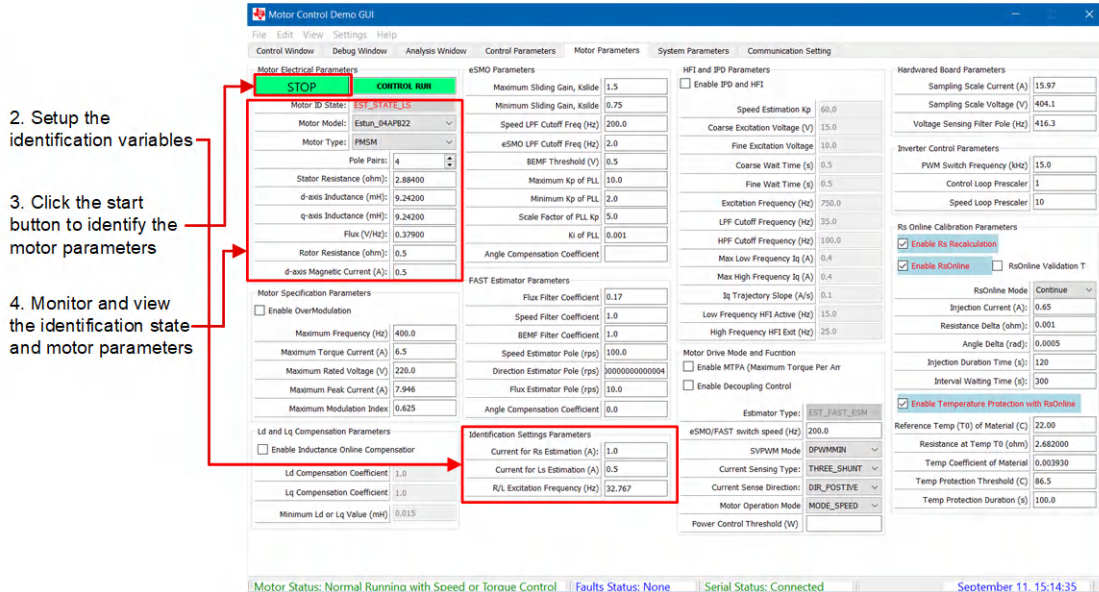 Motor Control Demo GUI
File Edit View Settings Help
Control Window Debug Window Analysis Wnidow Control Parameters Motor Parameters System Parameters Communication Setting
2. Setup the
identification variables
3. Click the start
button to identify the
motor parameters
4. Monitor and view
the identification state
and motor parameters
Motor Electrical Parameters
STOP CONTROL RUN
Motor ID State: EST_STATE_LS
Motor Model: Estun_04APB22
Motor Type: PMSM
Pole Pairs: 4
Stator Resistance (ohm): 2.88400
d-axis Inductance (mH): 9.24200
q-axis Inductance (mH): 9.24200
Flux (V/Hz): 0.37900
Rotor Resistance (ohm): 0.5
d-axis Magnetic Current (A): 0.5
Motor Specification Parameters
Enable OverModulation
Maximum Frequency (Hz) 400.0
Maximum Torque Current (A) 6.5
Maximum Rated Voltage (V) 220.0
Maximum Peak Current (A) 7.946
Maximum Modulation Index 0.625
Ld and Lq Compensation Parameters
Enable Inductance Online Compensatior
Ld Compensation Coefficient 1.0
Lq Compensation Coefficient 1.0
Minimum Ld or Lq Value (mH) 0.015
eSMO Parameters
Maximum Sliding Gain, Kslide 1.5
Minimum Sliding Gain, Kslide 0.75
Speed LPF Cutoff Freq (Hz) 200.0
eSMO LPF Cutoff Freq (Hz) 2.0
BEMF Threshold (V) 0.5
Maximum Kp of PLL 10.0
Minimum Kp of PLL 2.0
Scale Factor of PLL Kp 5.0
Ki of PLL 0.001
Angle Compensation Coefficient
FAST Estimator Parameters
Flux Filter Coefficient 0.17
Speed Filter Coefficient 1.0
BEMF Filter Coefficient 1.0
Speed Estimator Pole (rps) 100.0
Direction Estimator Pole (rps) 00000000000004
Flux Estimator Pole (rps) 10.0
Angle Compensation Coefficient 0.0
Identification Settings Parameters
Current for Rs Estimation (A): 1.0
Current for Ls Estimation (A) 0.5
R/L Excitation Frequency (Hz) 32.767
HFI and IPD Parameters
Enable IPD and HFI
Speed Estimation Kp 60.0
Coarse Excitation Voltage (V) 15.0
Fine Excitation Voltage 10.0
Coarse Wait Time (s) 0.5
Fine Wait Time (s) 0.5
Excitation Frequency (Hz) 750.0
LPF Cutoff Frequency (Hz) 35.0
HPF Cutoff Frequency (Hz) 100.0
Max Low Frequency Iq (A) 0.4
Max High Frequency Iq (A) 0.4
Iq Trajectory Slope (A/s) 0.1
Low Frequency HFI Active (Hz) 15.0
High Frequency HFI Exit (Hz) 25.0
Motor Drive Mode and Fucntion
Enable MTPA (Maximum Torque Per Am
Enable Decoupling Control
Estimator Type: EST_FAST_ESM
eSMO/FAST switch speed (Hz) 200.0
SVPWM Mode DPWMMIN
Current Sensing Type: THREE_SHUNT
Current Sense Direction: DIR_POSTIVE
Motor Operation Mode MODE_SPEED
Power Control Threshold (W)
Hardwared Board Parameters
Sampling Scale Current (A) 15.97
Sampling Scale Voltage (V) 404.1
Voltage Sensing Filter Pole (Hz) 416.3
Inverter Control Parameters
PWM Switch Frequency (kHz) 15.0
Control Loop Prescaler 1
Speed Loop Prescaler 10
Rs Online Calibration Parameters
Enable Rs Recalculation
Enable RsOnline RsOnline Validation T
RsOnline Mode Continue
Injection Current (A): 0.65
Resistance Delta (ohm): 0.001
Angle Delta (rad): 0.0005
Injection Duration Time (s): 120
Interval Waiting Time (s): 300
Enable Temperature Protection with RsOnline
Reference Temp (T0) of Material (C) 22.00
Resistance at Temp T0 (ohm) 2.682000
Temp Coefficient of Material 0.003930
Temp Protection Threshold (C) 86.5
Temp Protection Duration (s) 100.0
Motor Status: Normal Running with Speed or Torque Control Faults Status: None Serial Status: Connected September 11, 15:14:35